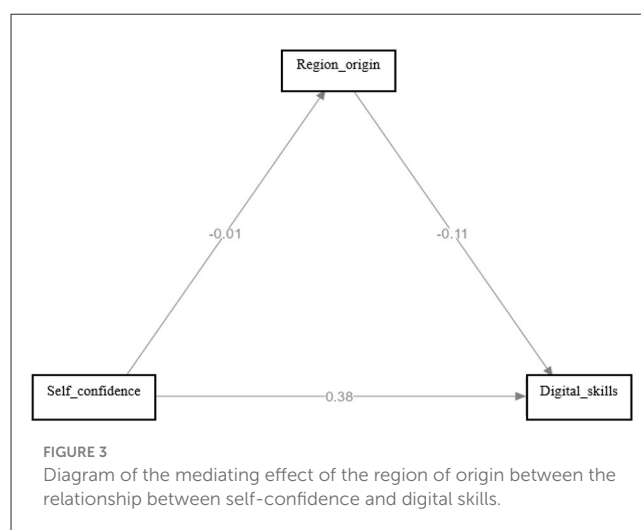 Region_origin
-0.01
-0.11
Self_confidence
0.38
Digital_skills
FIGURE 3
Diagram of the mediating effect of the region of origin between the
relationship between self-confidence and digital skills.